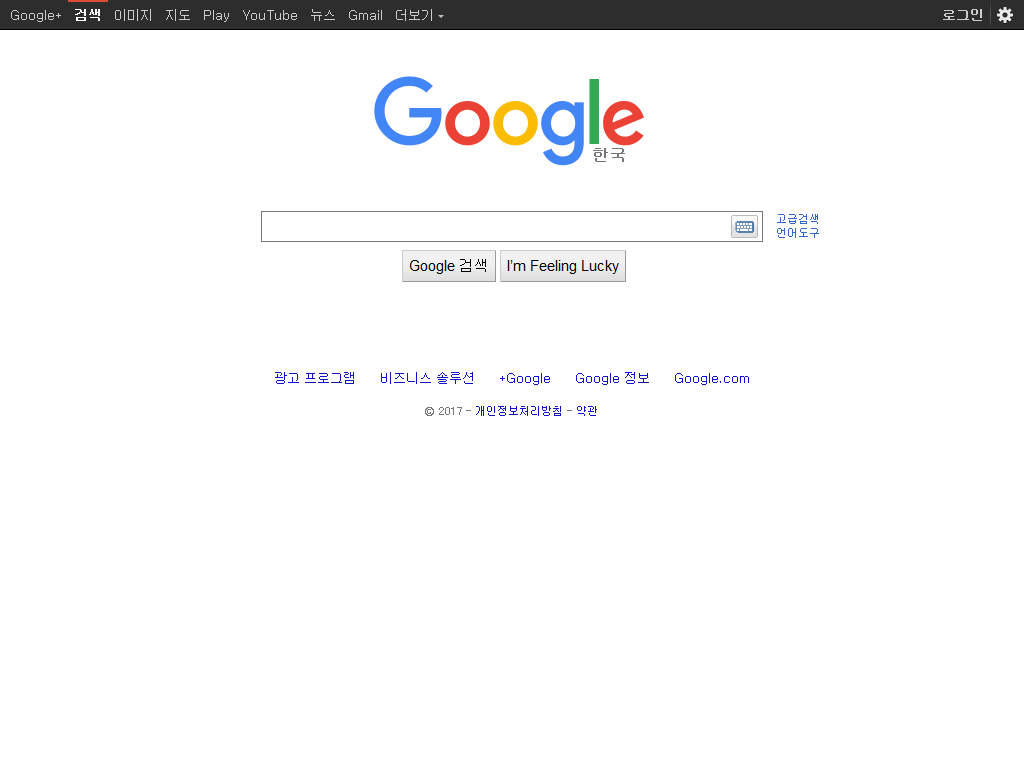 Google+ 검색 이미지 지도 Play YouTube 뉴스 Gmail 더보기 로그인
Google
한국
고급검색
언어도구
Google 검색 I'm Feeling Lucky
광고 프로그램 비즈니스 솔루션 +Google Google 정보 Google.com
© 2017 - 개인정보처리방침 - 약관